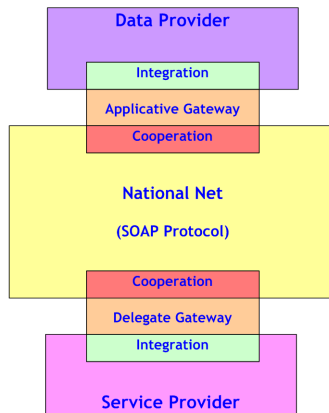 Data Provider
Integration
Applicative Gateway
Cooperation
National Net
(SOAP Protocol)
Cooperation
Delegate Gateway
Integration
Service Provider